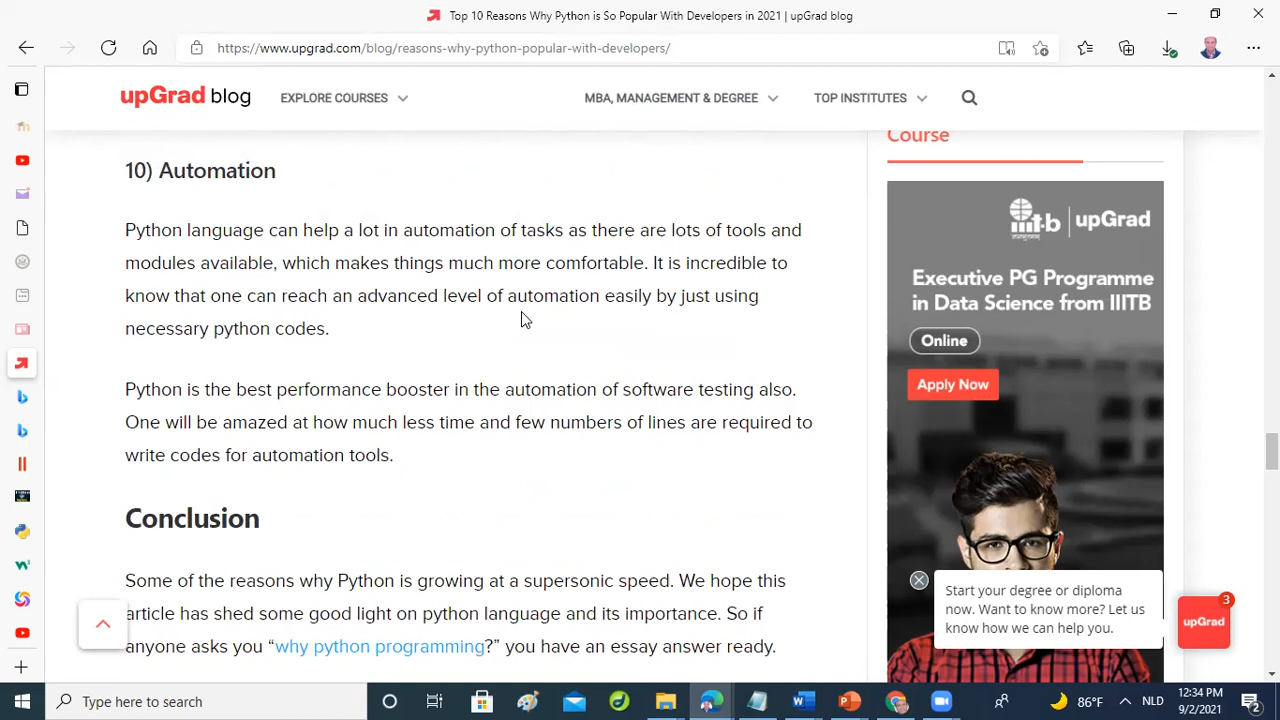 Top 10 Reasons Why Python is So Popular With Developers in 2021 | upGrad blog
https://www.upgrad.com/blog/reasons-why-python-popular-with-developers/
upGrad blog
EXPLORE COURSES
MBA, MANAGEMENT & DEGREE
TOP INSTITUTES
10) Automation
Python language can help a lot in automation of tasks as there are lots of tools and
modules available, which makes things much more comfortable. It is incredible to
know that one can reach an advanced level of automation easily by just using
necessary python codes.
Python is the best performance booster in the automation of software testing also.
One will be amazed at how much less time and few numbers of lines are required to
write codes for automation tools.
Conclusion
Some of the reasons why Python is growing at a supersonic speed. We hope this
article has shed some good light on python language and its importance. So if
anyone asks you “why python programming?” you have an essay answer ready.
Course
iiit-b | upGrad
Executive PG Programme
in Data Science from IIITB
Online
Apply Now
Start your degree or diploma
now. Want to know more? Let us
know how we can help you.
3
upGrad
Type here to search
86°F
NLD
12:34 PM
9/2/2021
2